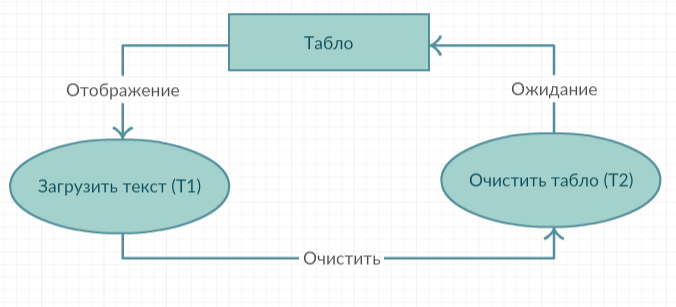 Табло
Отображение
Ожидание
Загрузить текст (T1)
Очистить табло (T2)
Очистить